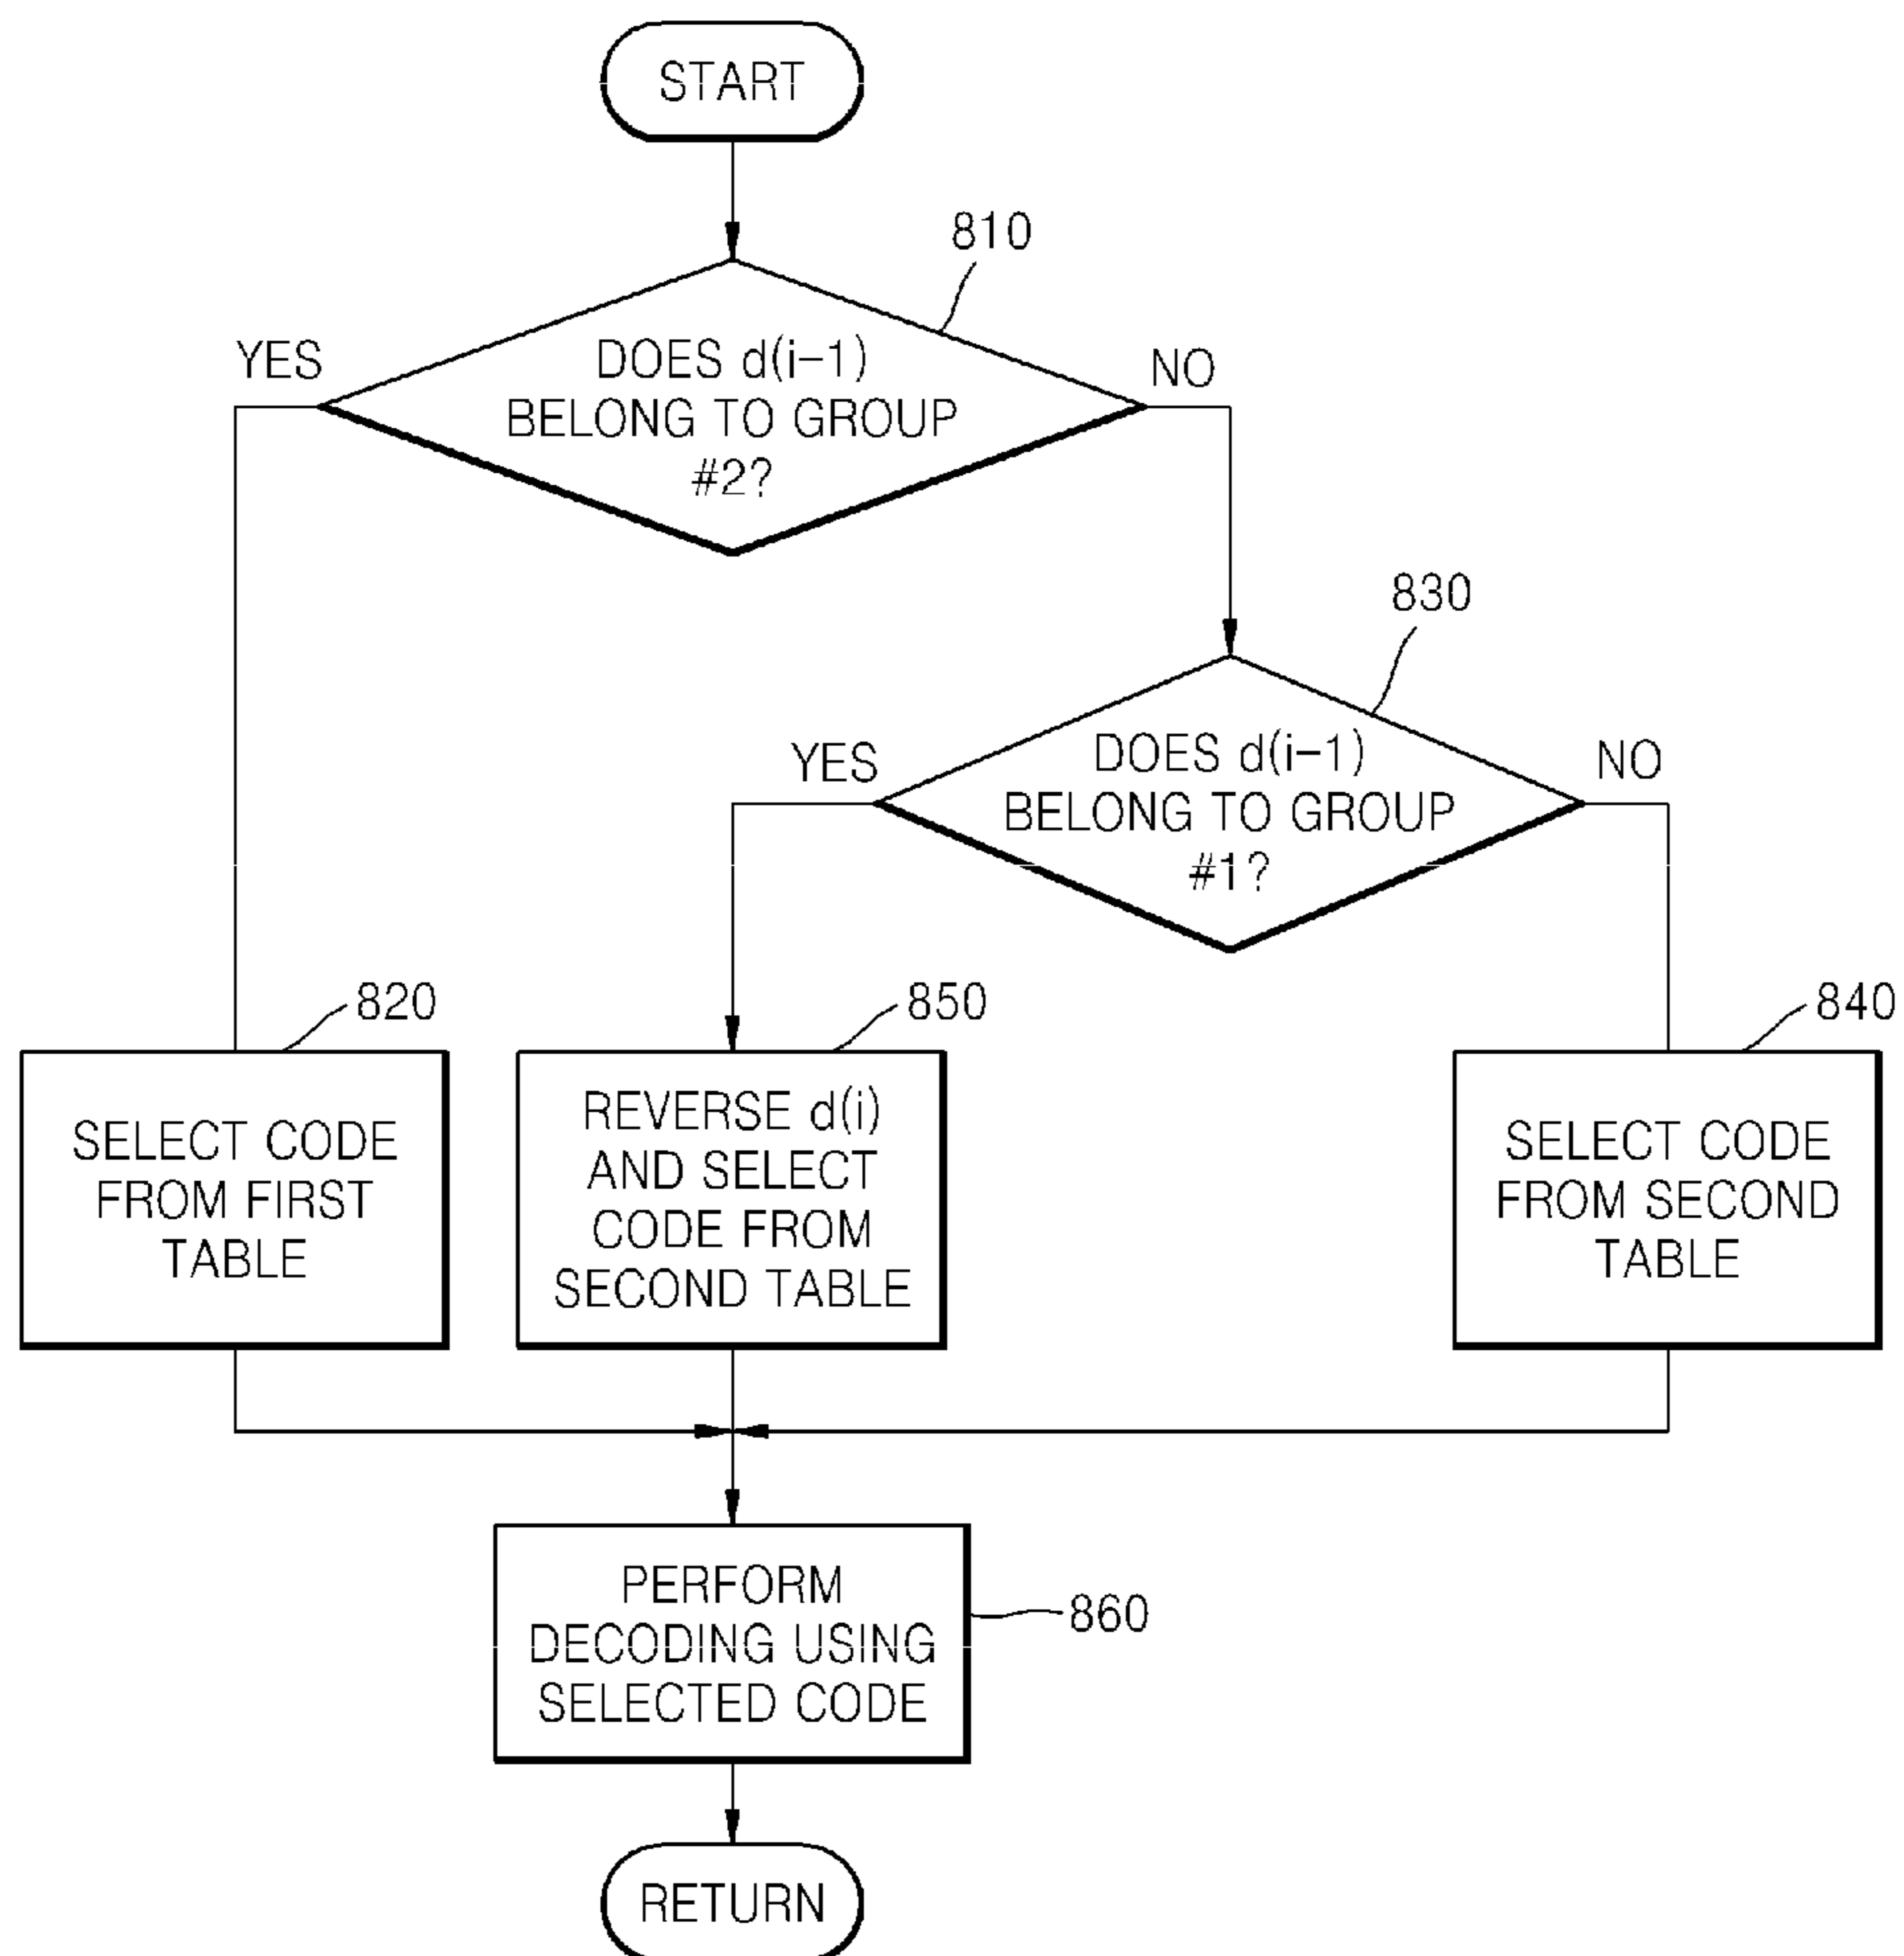 START
810
DOES d(i-1)
BELONG TO GROUP
#2?
YES
NO
830
DOES d(i-1)
BELONG TO GROUP
#1?
YES
NO
820
SELECT CODE
FROM FIRST
TABLE
850
REVERSE d(i)
AND SELECT
CODE FROM
SECOND TABLE
840
SELECT CODE
FROM SECOND
TABLE
PERFORM
DECODING USING
SELECTED CODE
860
RETURN